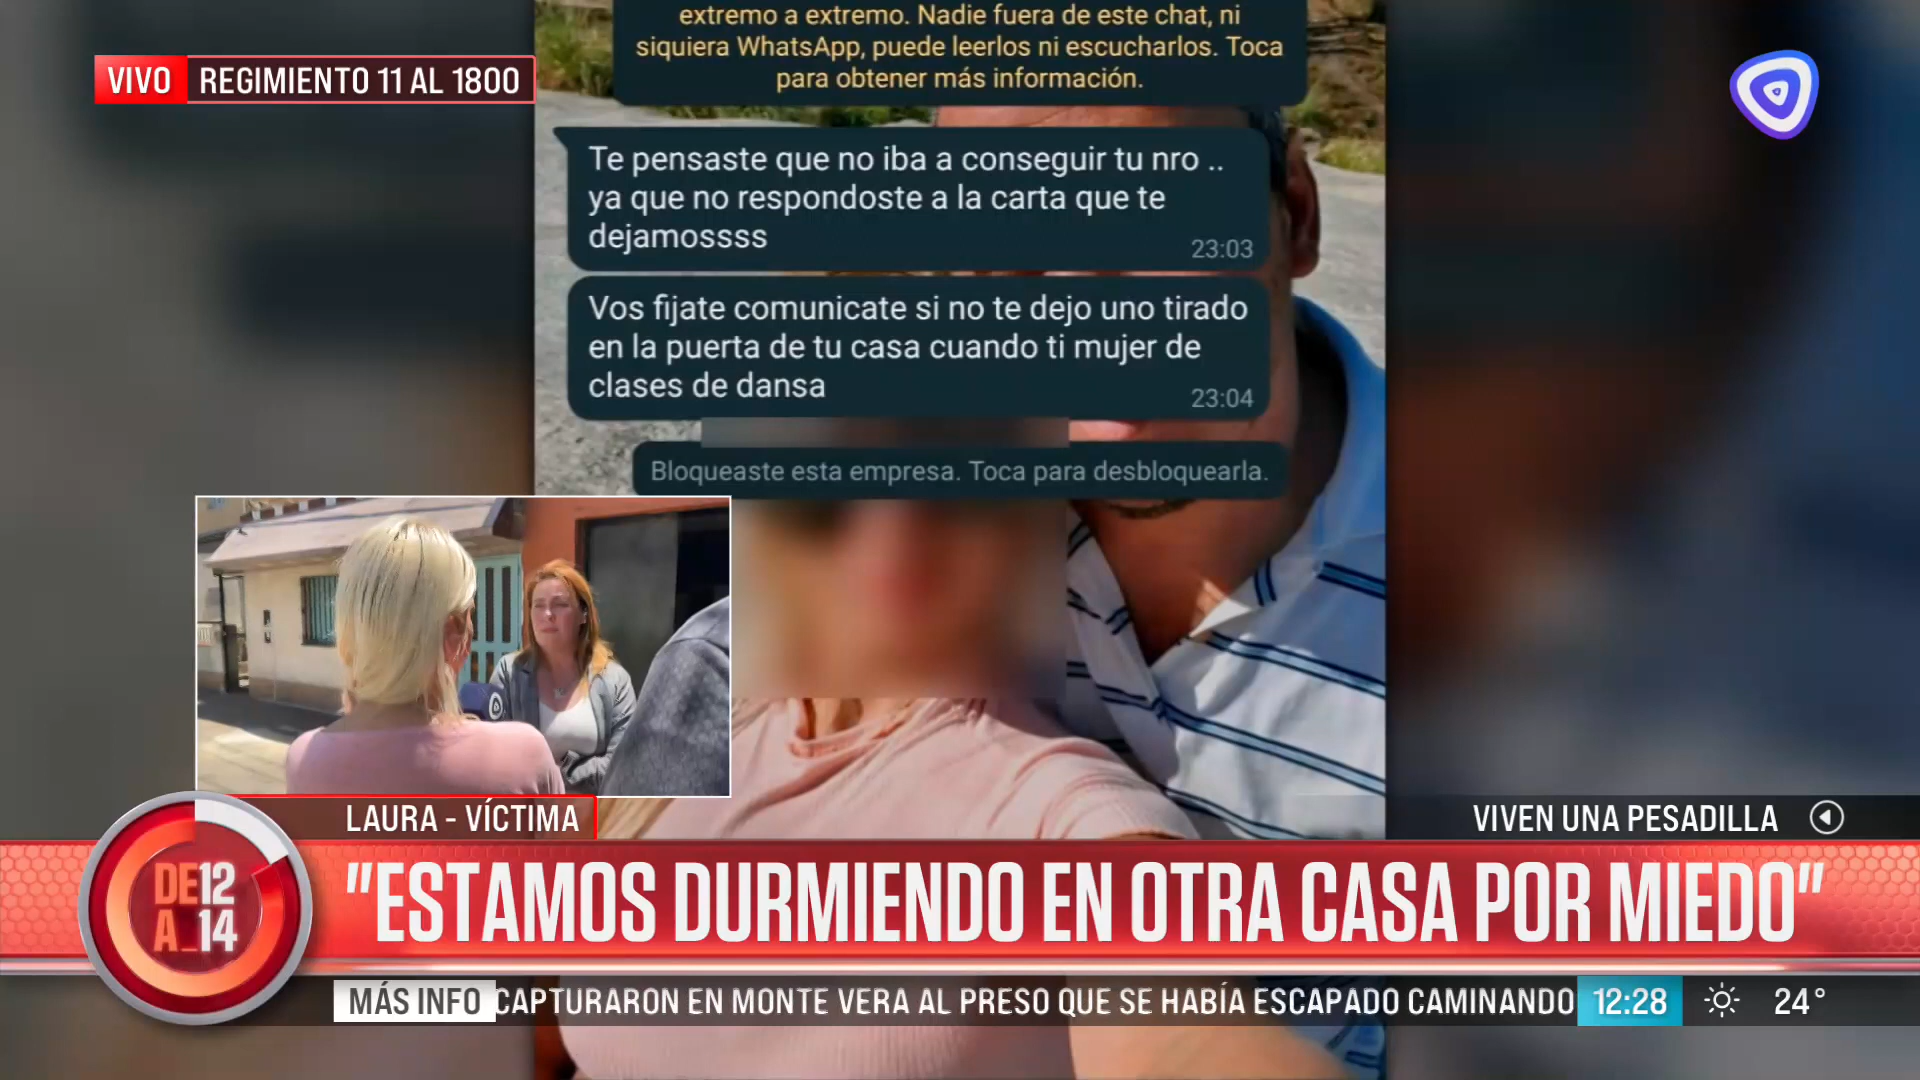 extremo a extremo. Nadie fuera de este chat, ni
siquiera WhatsApp, puede leerlos ni escucharlos. Toca
para obtener más información.
VIVO REGIMIENTO 11 AL 1800
Te pensaste que no iba a conseguir tu nro ..
ya que no respondoste a la carta que te
dejamossss
23:03
Vos fijate comunicate si no te dejo uno tirado
en la puerta de tu casa cuando ti mujer de
clases de dansa
23:04
Bloqueaste esta empresa. Toca para desbloquearla.
LAURA - VÍCTIMA
VIVEN UNA PESADILLA
DE12
A_14
"ESTAMOS DURMIENDO EN OTRA CASA POR MIEDO"
MÁS INFO CAPTURARON EN MONTE VERA AL PRESO QUE SE HABÍA ESCAPADO CAMINANDO 12:28 24°